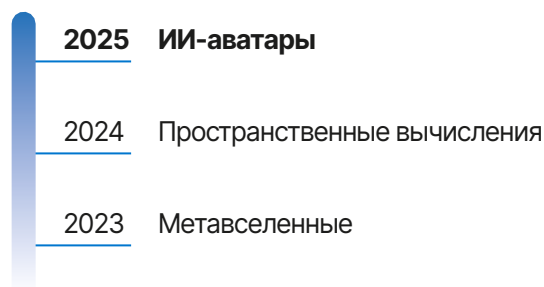 2025 ИИ-аватары
2024 Пространственные вычисления
2023 Метавселенные